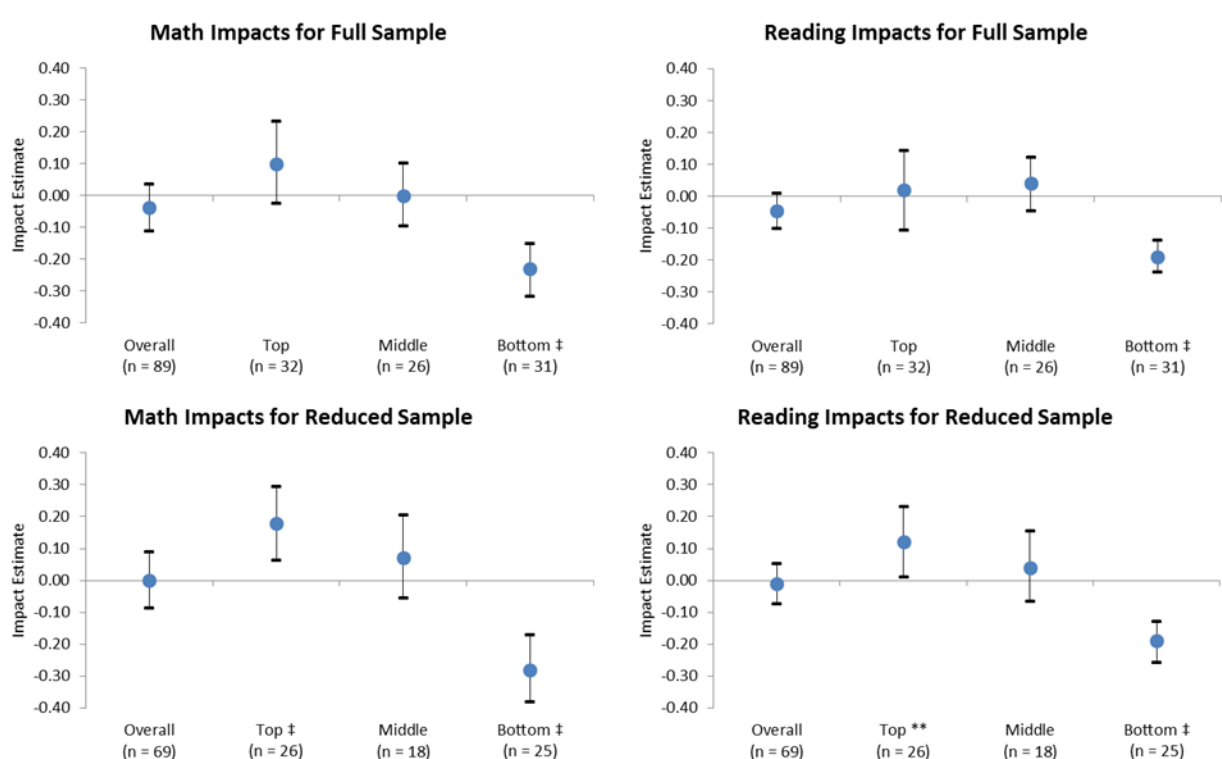 Math Impacts for Full Sample
Impact Estimate
0.40
0.30
0.20
0.10
0.00
-0.10
-0.20
-0.30
-0.40
Overall Top Middle Bottom ‡
(n = 89) (n = 32) (n = 26) (n = 31)
Reading Impacts for Full Sample
Impact Estimate
0.40
0.30
0.20
0.10
0.00
-0.10
-0.20
-0.30
-0.40
Overall Top Middle Bottom ‡
(n = 89) (n = 32) (n = 26) (n = 31)
Math Impacts for Reduced Sample
Impact Estimate
0.40
0.30
0.20
0.10
0.00
-0.10
-0.20
-0.30
-0.40
Overall Top ‡ Middle Bottom ‡
(n = 69) (n = 26) (n = 18) (n = 25)
Reading Impacts for Reduced Sample
Impact Estimate
0.40
0.30
0.20
0.10
0.00
-0.10
-0.20
-0.30
-0.40
Overall Top ** Middle Bottom ‡
(n = 69) (n = 26) (n = 18) (n = 25)